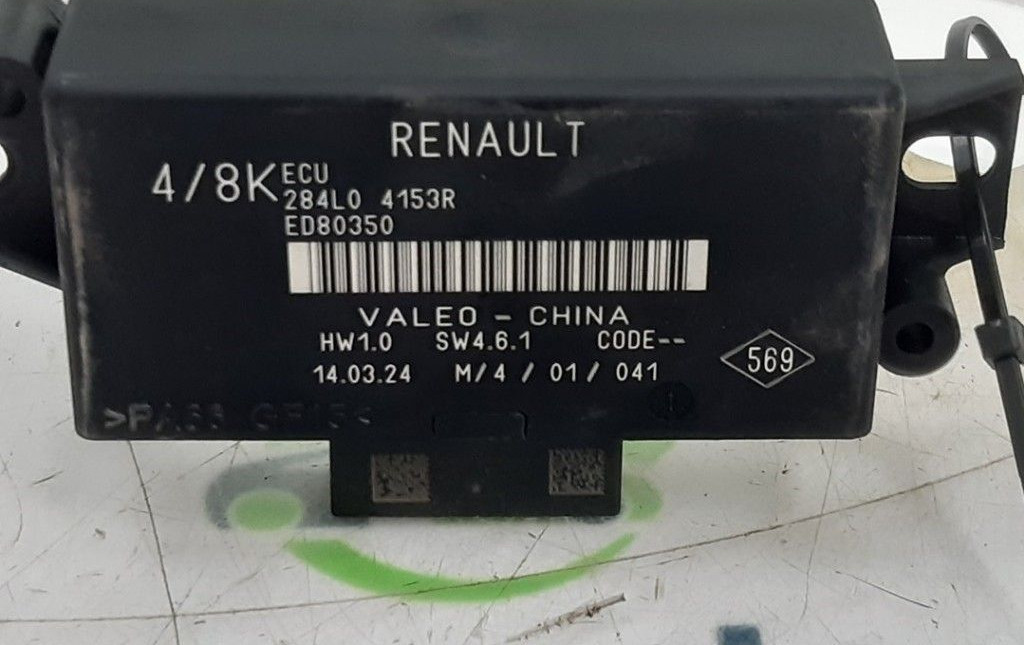 RENAULT
4/8K ECU
284L0 4153R
ED80350
VALEO - CHINA
HW1.0 SW4.6.1 CODE--
14.03.24 M/4 / 01/ 041
569